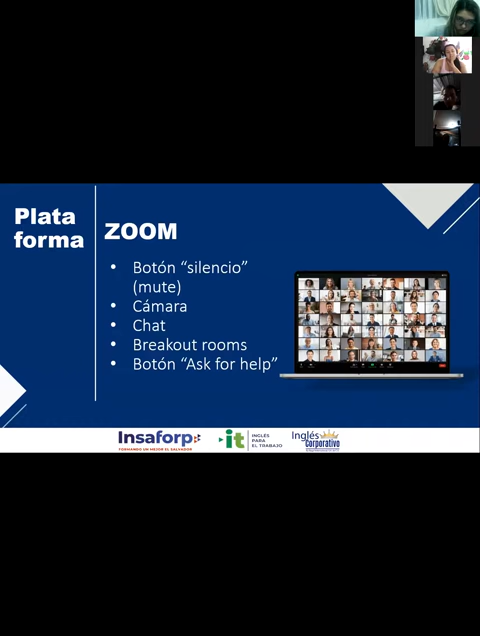 Plata
forma
ZOOM
• Botón “silencio”
(mute)
• Cámara
• Chat
• Breakout rooms
• Botón “Ask for help”
Insaforp
FORMANDO UN MEJOR EL SALVADOR
it
INGLÉS
PARA
EL TRABAJO
Inglés
Corporativo